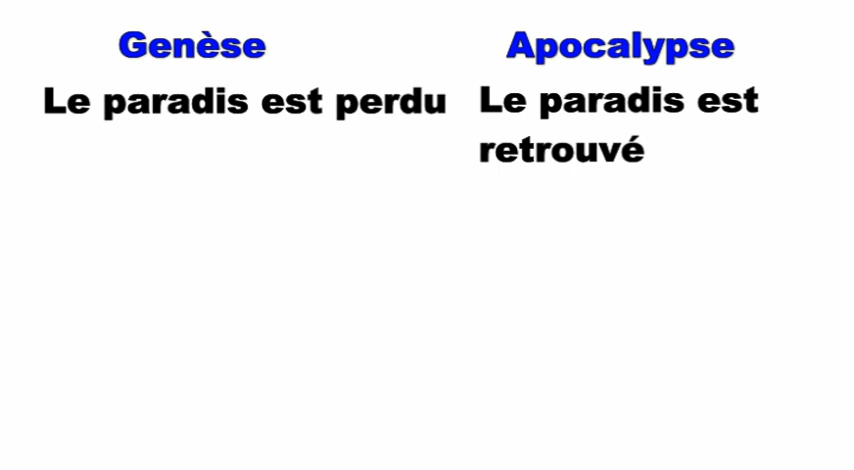 Genèse
Le paradis est perdu
Apocalypse
Le paradis est
retrouvé